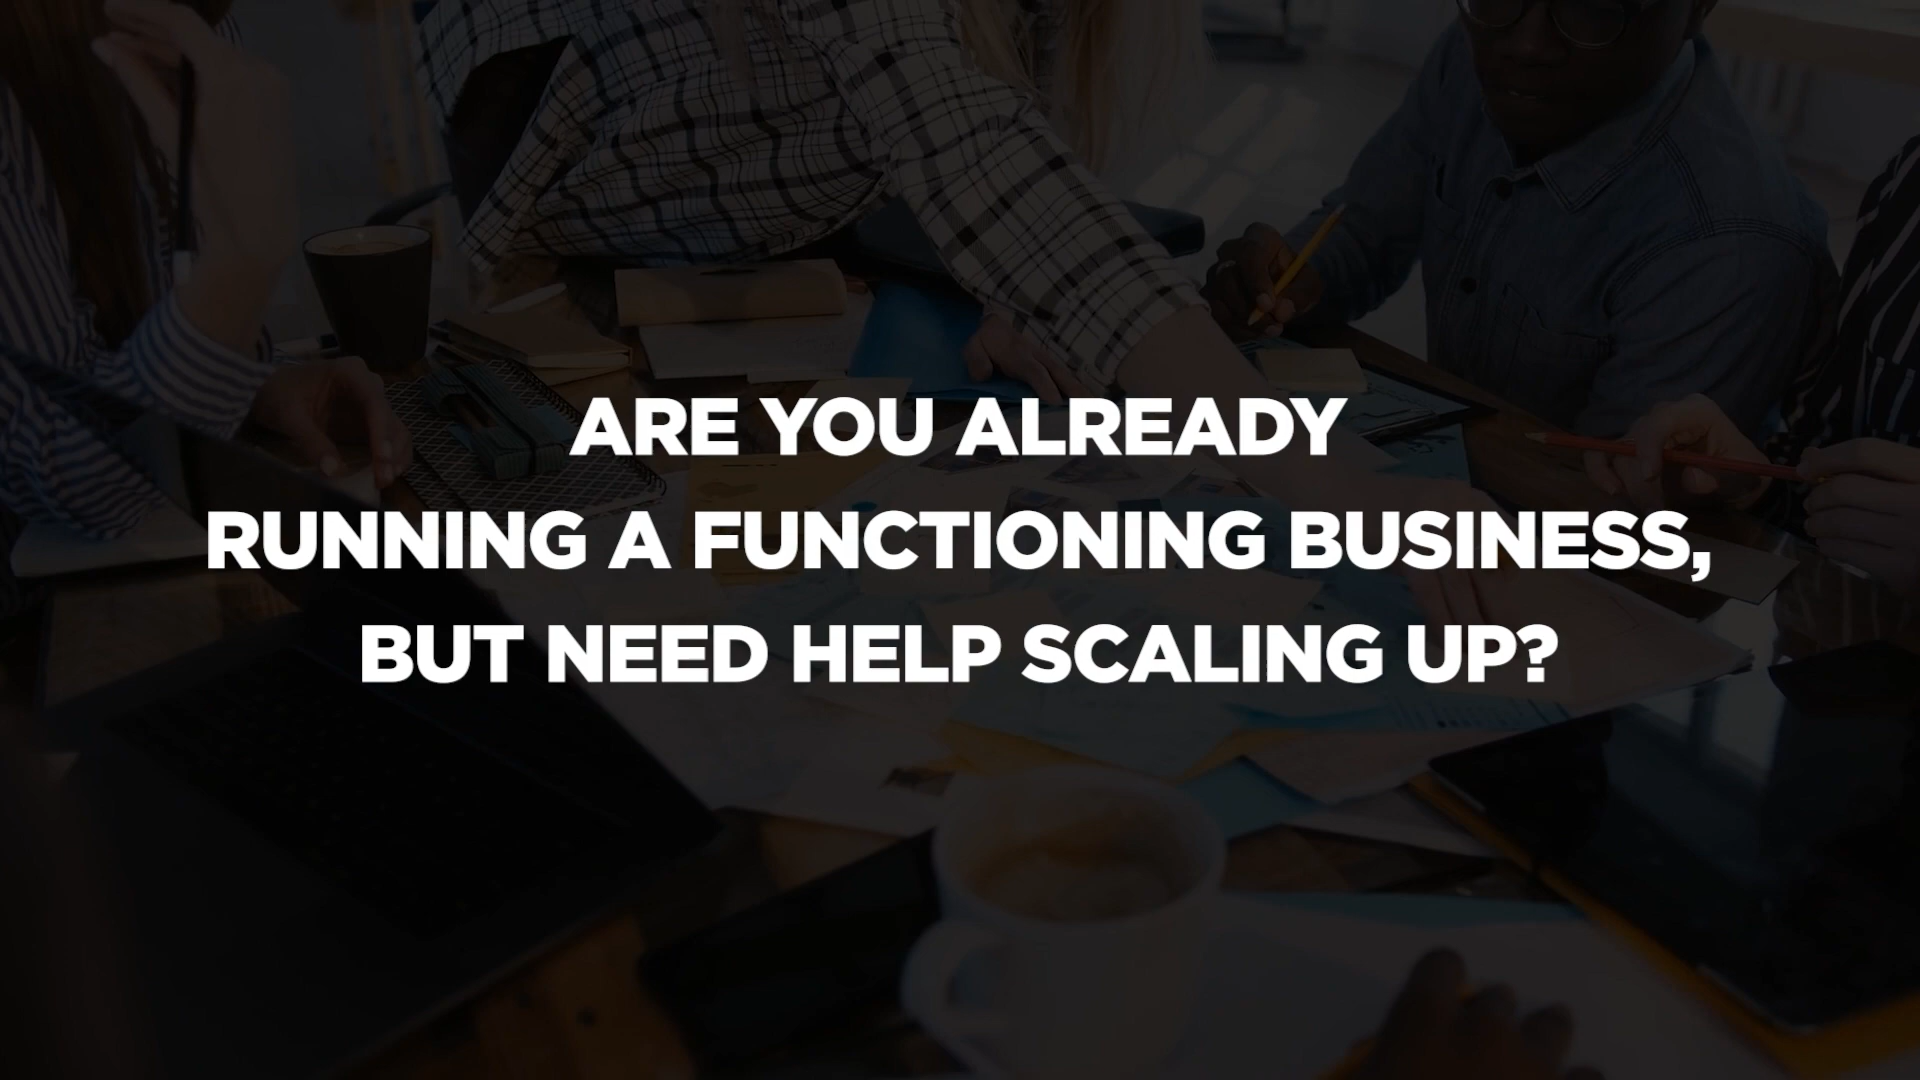 ARE YOU ALREADY
RUNNING A FUNCTIONING BUSINESS,
BUT NEED HELP SCALING UP?